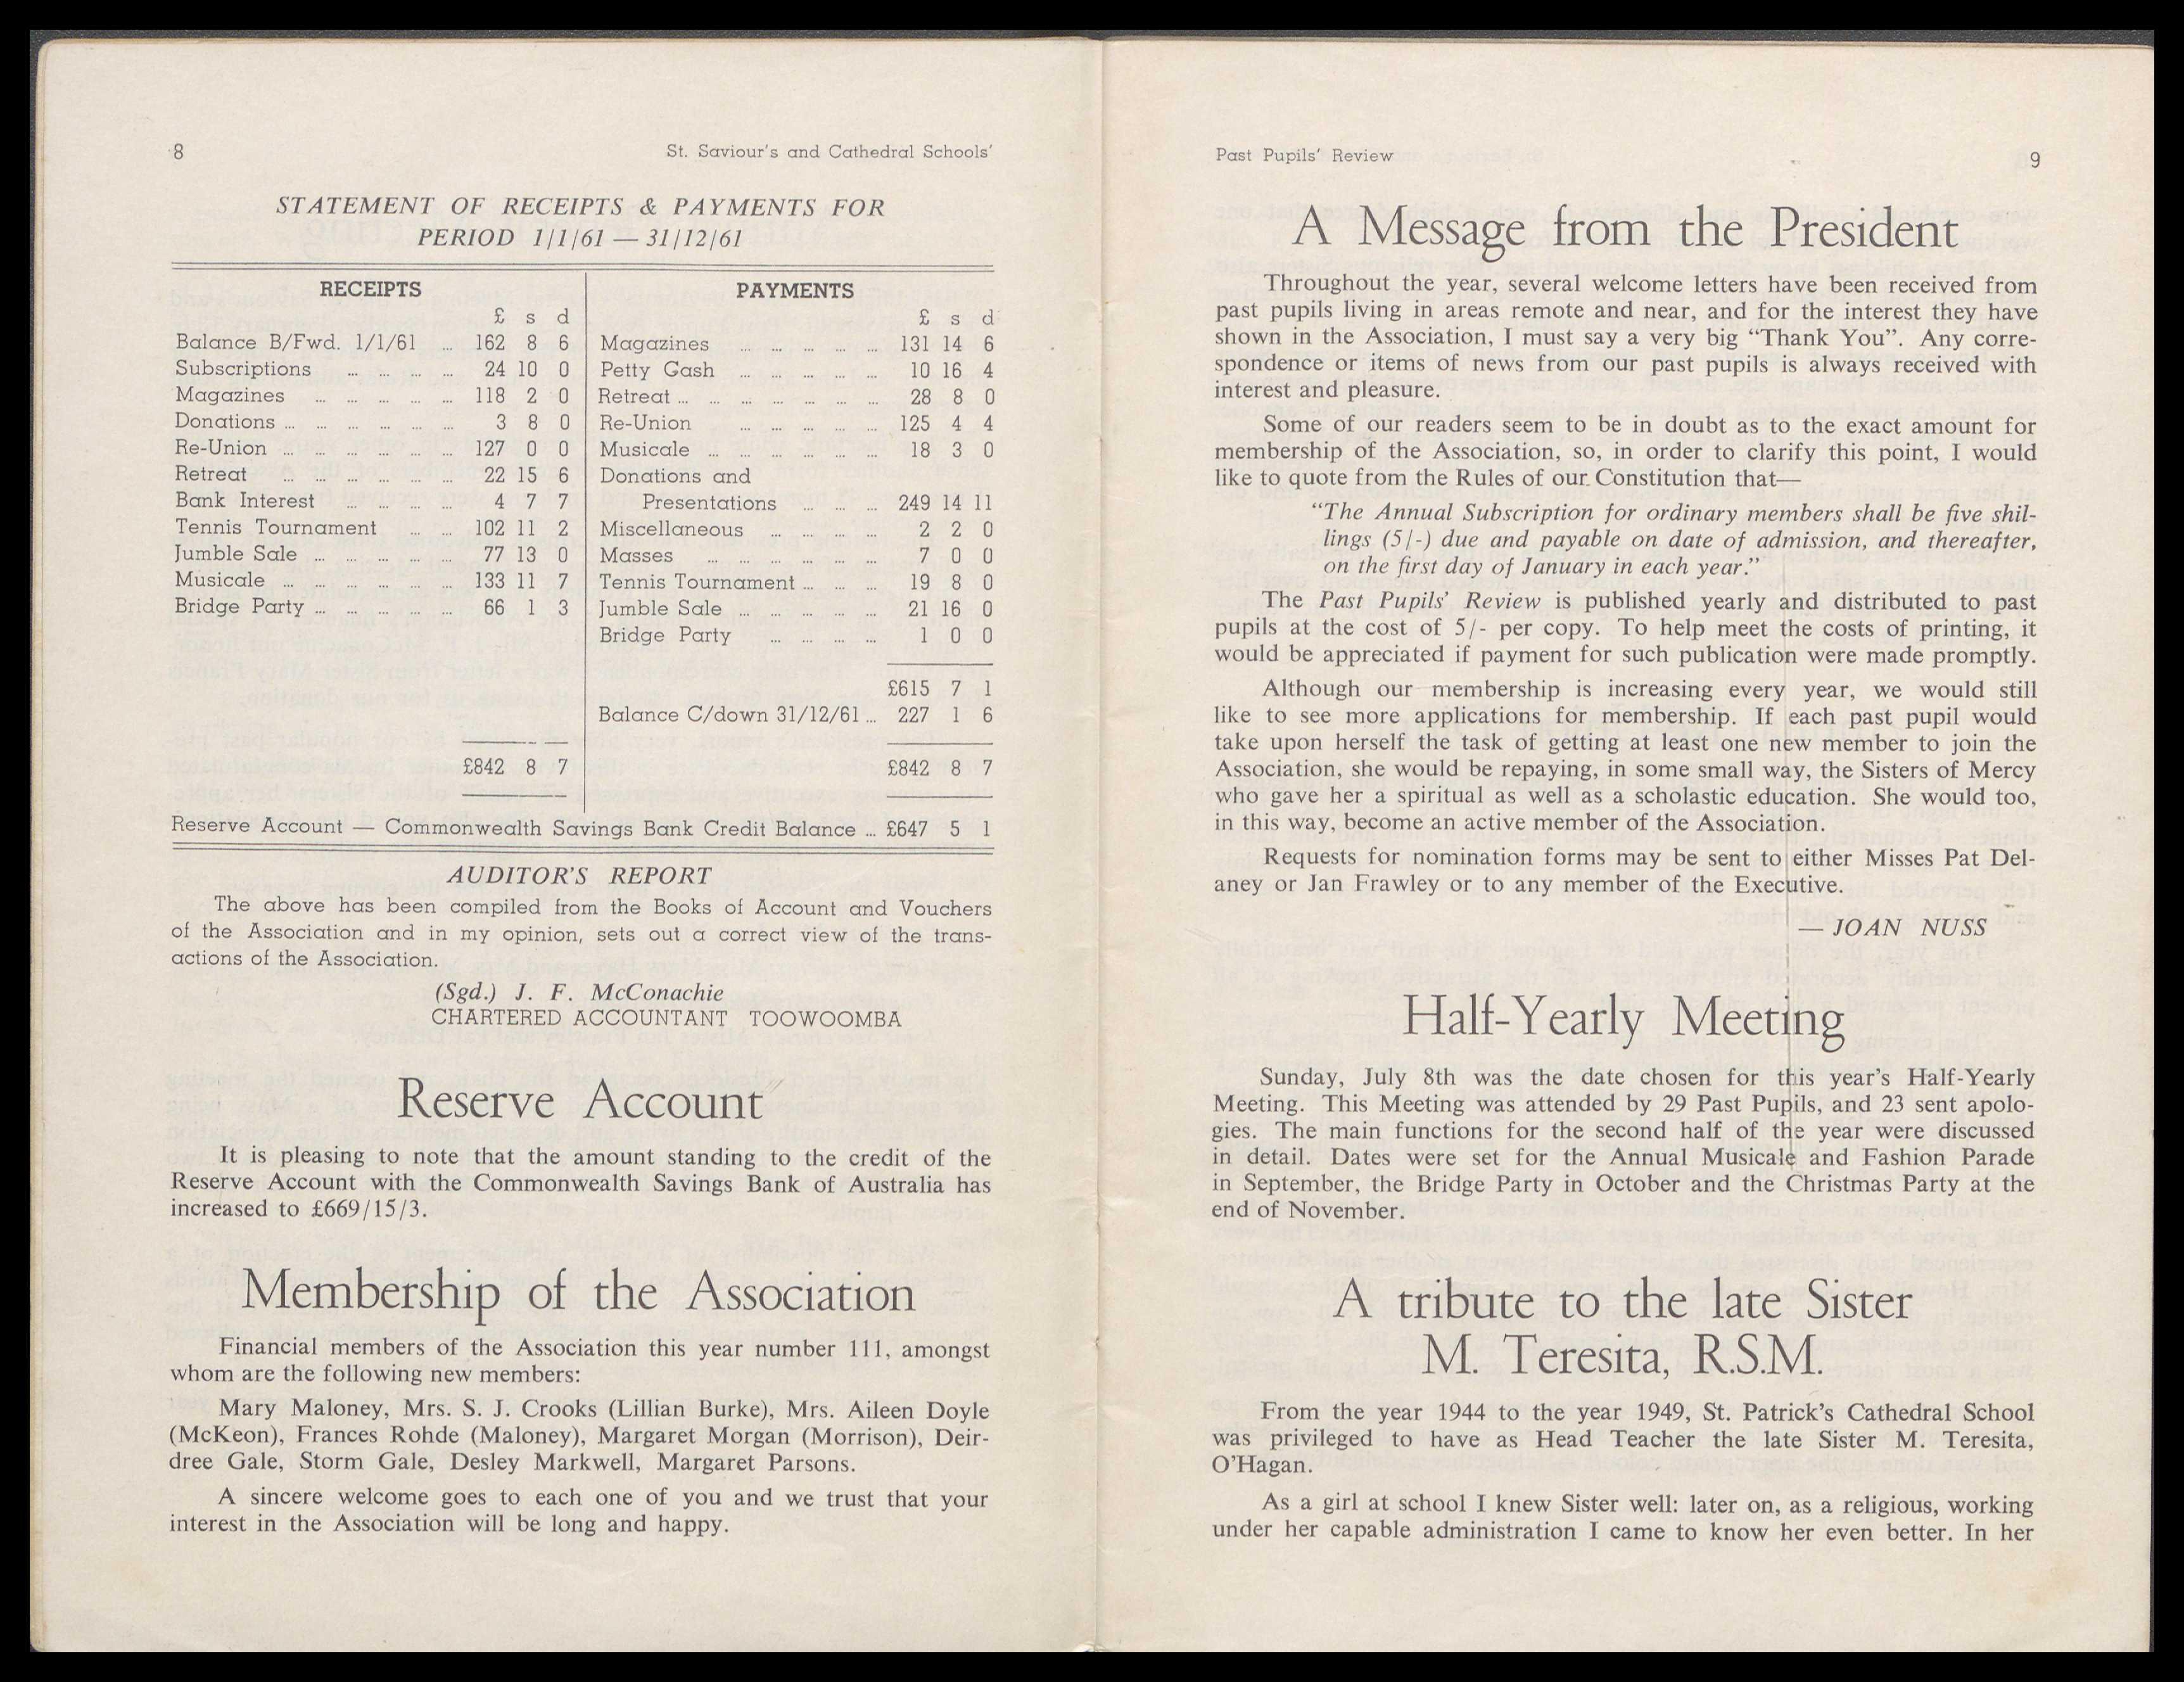 8 St. Saviour's and Cathedral Schools'
STATEMENT OF RECEIPTS & PAYMENTS FOR
PERIOD 1/1/61 — 31/12/61
RECEIPTS
£ s d
Balance B/Fwd. 1/1/61 ... 162 8 6
Subscriptions ... ... ... ... 24 10 0
Magazines ... ... ... ... ... 118 2 0
Donations ... ... ... ... ... ... 3 8 0
Re-Union ... ... ... ... ... ... 127 0 0
Retreat ... ... ... ... ... ... 22 15 6
Bank Interest ... ... ... ... 4 7 7
Tennis Tournament ... ... 102 11 2
Jumble Sale ... ... ... ... ... 77 13 0
Musicale ... ... ... ... ... ... 133 11 7
Bridge Party ... ... ... ... ... 66 1 3
£842 8 7
PAYMENTS
£ s d
Magazines ... ... ... ... ... 131 14 6
Petty Cash ... ... ... ... ... 10 16 4
Retreat ... ... ... ... ... ... ... 28 8 0
Re-Union ... ... ... ... ... 125 4 4
Musicale ... ... ... ... ... ... 18 3 0
Donations and
Presentations ... ... ... 249 14 11
Miscellaneous ... ... ... ... 2 2 0
Masses ... ... ... ... ... ... 7 0 0
Tennis Tournament ... ... ... 19 8 0
Jumble Sale ... ... ... ... ... 21 16 0
Bridge Party ... ... ... ... 1 0 0
£615 7 1
Balance C/down 31/12/61 ... 227 1 6
£842 8 7
Reserve Account — Commonwealth Savings Bank Credit Balance ... £647 5 1
AUDITOR'S REPORT
The above has been compiled from the Books of Account and Vouchers
of the Association and in my opinion, sets out a correct view of the trans-
actions of the Association.
(Sgd.) J. F. McConachie
CHARTERED ACCOUNTANT TOOWOOMBA
Reserve Account
It is pleasing to note that the amount standing to the credit of the
Reserve Account with the Commonwealth Savings Bank of Australia has
increased to £669/15/3.
Membership of the Association
Financial members of the Association this year number 111, amongst
whom are the following new members:
Mary Maloney, Mrs. S. J. Crooks (Lillian Burke), Mrs. Aileen Doyle
(McKeon), Frances Rohde (Maloney), Margaret Morgan (Morrison), Deir-
dree Gale, Storm Gale, Desley Markwell, Margaret Parsons.
A sincere welcome goes to each one of you and we trust that your
interest in the Association will be long and happy.
Past Pupils' Review 9
A Message from the President
Throughout the year, several welcome letters have been received from
past pupils living in areas remote and near, and for the interest they have
shown in the Association, I must say a very big "Thank You". Any corre-
spondence or items of news from our past pupils is always received with
interest and pleasure.
Some of our readers seem to be in doubt as to the exact amount for
membership of the Association, so, in order to clarify this point, I would
like to quote from the Rules of our Constitution that—
"The Annual Subscription for ordinary members shall be five shil-
lings (5/-) due and payable on date of admission, and thereafter,
on the first day of January in each year."
The Past Pupils' Review is published yearly and distributed to past
pupils at the cost of 5/- per copy. To help meet the costs of printing, it
would be appreciated if payment for such publication were made promptly.
Although our membership is increasing every year, we would still
like to see more applications for membership. If each past pupil would
take upon herself the task of getting at least one new member to join the
Association, she would be repaying, in some small way, the Sisters of Mercy
who gave her a spiritual as well as a scholastic education. She would too,
in this way, become an active member of the Association.
Requests for nomination forms may be sent to either Misses Pat Del-
aney or Jan Frawley or to any member of the Executive.
— JOAN NUSS
Half-Yearly Meeting
Sunday, July 8th was the date chosen for this year's Half-Yearly
Meeting. This Meeting was attended by 29 Past Pupils, and 23 sent apolo-
gies. The main functions for the second half of the year were discussed
in detail. Dates were set for the Annual Musicale and Fashion Parade
in September, the Bridge Party in October and the Christmas Party at the
end of November.
A tribute to the late Sister
M. Teresita, R.S.M.
From the year 1944 to the year 1949, St. Patrick's Cathedral School
was privileged to have as Head Teacher the late Sister M. Teresita,
O'Hagan.
As a girl at school I knew Sister well: later on, as a religious, working
under her capable administration I came to know her even better. In her